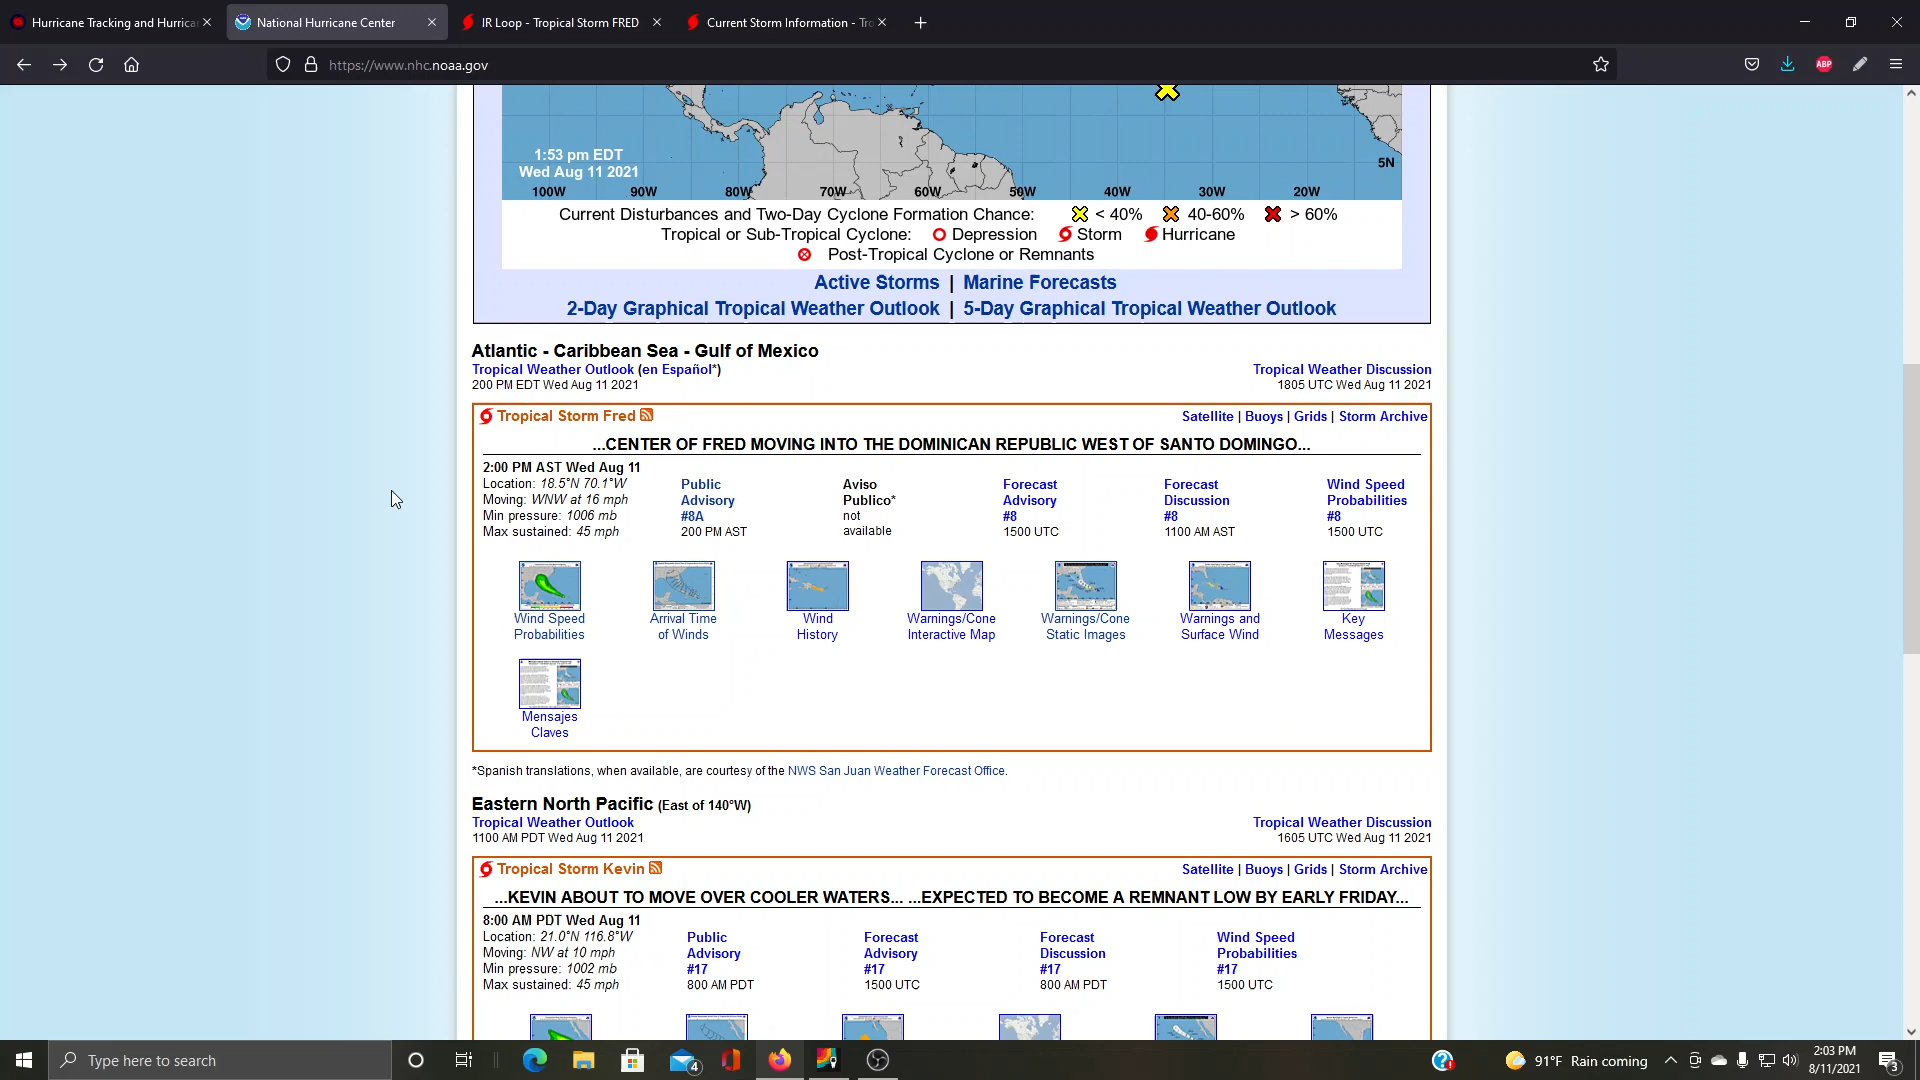 Hurricane Tracking and Hurrica
National Hurricane Center
IR Loop - Tropical Storm FRED
Current Storm Information - Tro
https://www.nhc.noaa.gov
ABP
1:53 pm EDT
Wed Aug 11 2021
5N
100W 90W 80W 70W 60W 50W 40W 30W 20W
Current Disturbances and Two-Day Cyclone Formation Chance: < 40% 40-60% > 60%
Tropical or Sub-Tropical Cyclone: Depression Storm Hurricane
Post-Tropical Cyclone or Remnants
Active Storms | Marine Forecasts
2-Day Graphical Tropical Weather Outlook | 5-Day Graphical Tropical Weather Outlook
Atlantic - Caribbean Sea - Gulf of Mexico
Tropical Weather Outlook (en Español*) Tropical Weather Discussion
200 PM EDT Wed Aug 11 2021 1805 UTC Wed Aug 11 2021
Tropical Storm Fred Satellite | Buoys | Grids | Storm Archive
...CENTER OF FRED MOVING INTO THE DOMINICAN REPUBLIC WEST OF SANTO DOMINGO...
2:00 PM AST Wed Aug 11
Location: 18.5°N 70.1°W
Moving: WNW at 16 mph
Min pressure: 1006 mb
Max sustained: 45 mph
Public
Advisory
#8A
200 PM AST
Aviso
Publico*
not
available
Forecast
Advisory
#8
1500 UTC
Forecast
Discussion
#8
1100 AM AST
Wind Speed
Probabilities
#8
1500 UTC
Wind Speed
Probabilities
Arrival Time
of Winds
Wind
History
Warnings/Cone
Interactive Map
Warnings/Cone
Static Images
Warnings and
Surface Wind
Key
Messages
Mensajes
Claves
*Spanish translations, when available, are courtesy of the NWS San Juan Weather Forecast Office.
Eastern North Pacific (East of 140°W)
Tropical Weather Outlook Tropical Weather Discussion
1100 AM PDT Wed Aug 11 2021 1605 UTC Wed Aug 11 2021
Tropical Storm Kevin Satellite | Buoys | Grids | Storm Archive
...KEVIN ABOUT TO MOVE OVER COOLER WATERS... ...EXPECTED TO BECOME A REMNANT LOW BY EARLY FRIDAY...
8:00 AM PDT Wed Aug 11
Location: 21.0°N 116.8°W
Moving: NW at 10 mph
Min pressure: 1002 mb
Max sustained: 45 mph
Public
Advisory
#17
800 AM PDT
Forecast
Advisory
#17
1500 UTC
Forecast
Discussion
#17
800 AM PDT
Wind Speed
Probabilities
#17
1500 UTC
Type here to search
4
91°F Rain coming
2:03 PM
8/11/2021
3